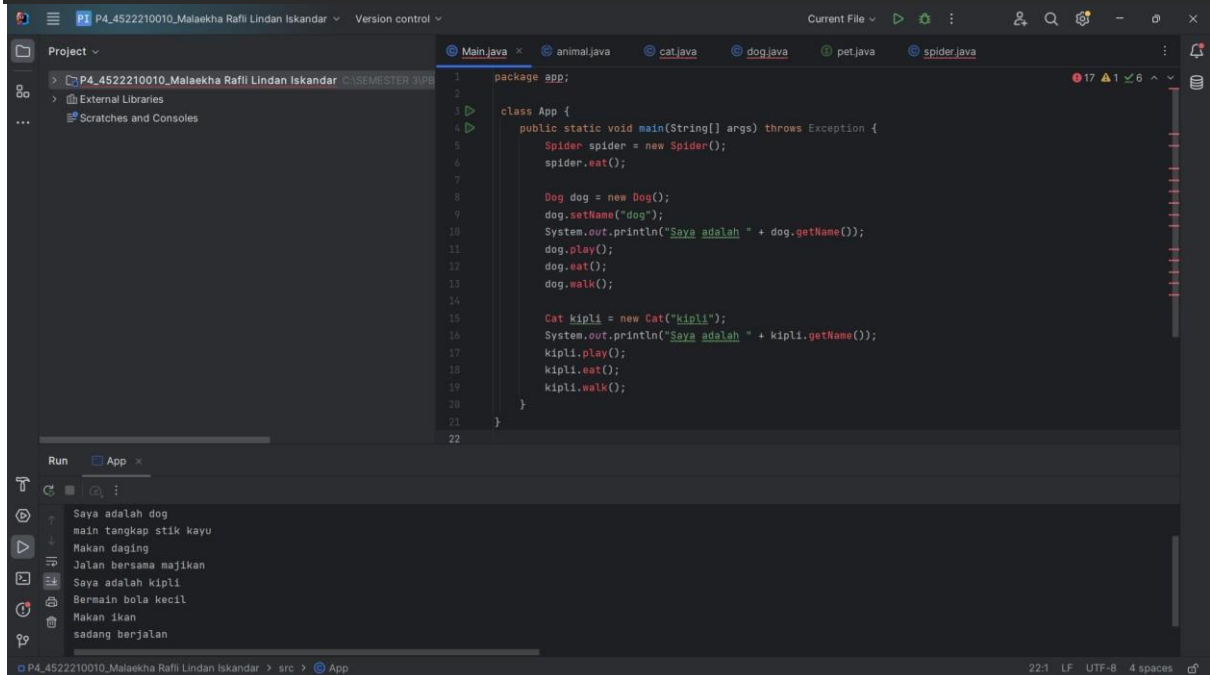 PI P4_4522210010_Malaekha Rafli Lindan Iskandar Version control Current File
Project
Main.java animal.java cat.java dog.java pet.java spider.java
P4_4522210010_Malaekha Rafli Lindan Iskandar C:\SEMESTER 3\PB
External Libraries
Scratches and Consoles
17 1 6
1 package app;
2
3 class App {
4 public static void main(String[] args) throws Exception {
5 Spider spider = new Spider();
6 spider.eat();
7
8 Dog dog = new Dog();
9 dog.setName("dog");
10 System.out.println("Saya adalah " + dog.getName());
11 dog.play();
12 dog.eat();
13 dog.walk();
14
15 Cat kipli = new Cat("kipli");
16 System.out.println("Saya adalah " + kipli.getName());
17 kipli.play();
18 kipli.eat();
19 kipli.walk();
20 }
21 }
22
Run App
Saya adalah dog
main tangkap stik kayu
Makan daging
Jalan bersama majikan
Saya adalah kipli
Bermain bola kecil
Makan ikan
sadang berjalan
P4_4522210010_Malaekha Rafli Lindan Iskandar > src > App 22:1 LF UTF-8 4 spaces